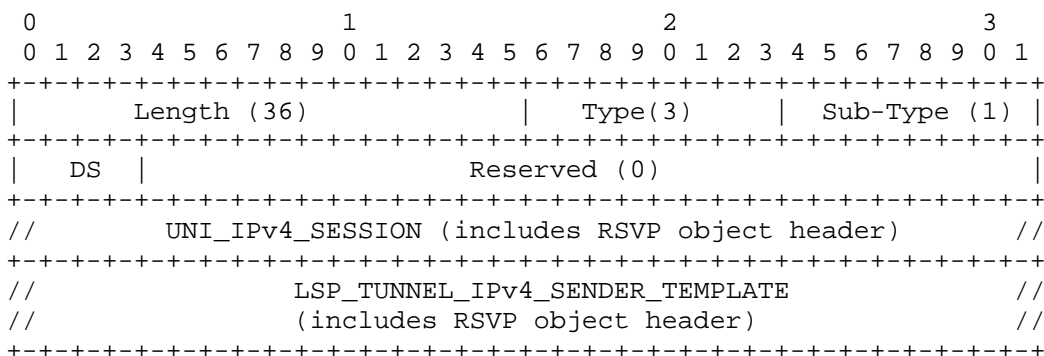 0                   1                   2                   3
 0 1 2 3 4 5 6 7 8 9 0 1 2 3 4 5 6 7 8 9 0 1 2 3 4 5 6 7 8 9 0 1
+-+-+-+-+-+-+-+-+-+-+-+-+-+-+-+-+-+-+-+-+-+-+-+-+-+-+-+-+-+-+-+-+
|       Length (36)             |   Type(3)     |  Sub-Type (1) |
+-+-+-+-+-+-+-+-+-+-+-+-+-+-+-+-+-+-+-+-+-+-+-+-+-+-+-+-+-+-+-+-+
|   DS  |                    Reserved (0)                       |
+-+-+-+-+-+-+-+-+-+-+-+-+-+-+-+-+-+-+-+-+-+-+-+-+-+-+-+-+-+-+-+-+
//        UNI_IPv4_SESSION (includes RSVP object header)       //
+-+-+-+-+-+-+-+-+-+-+-+-+-+-+-+-+-+-+-+-+-+-+-+-+-+-+-+-+-+-+-+-+
//                LSP_TUNNEL_IPv4_SENDER_TEMPLATE              //
//                (includes RSVP object header)                //
+-+-+-+-+-+-+-+-+-+-+-+-+-+-+-+-+-+-+-+-+-+-+-+-+-+-+-+-+-+-+-+-+